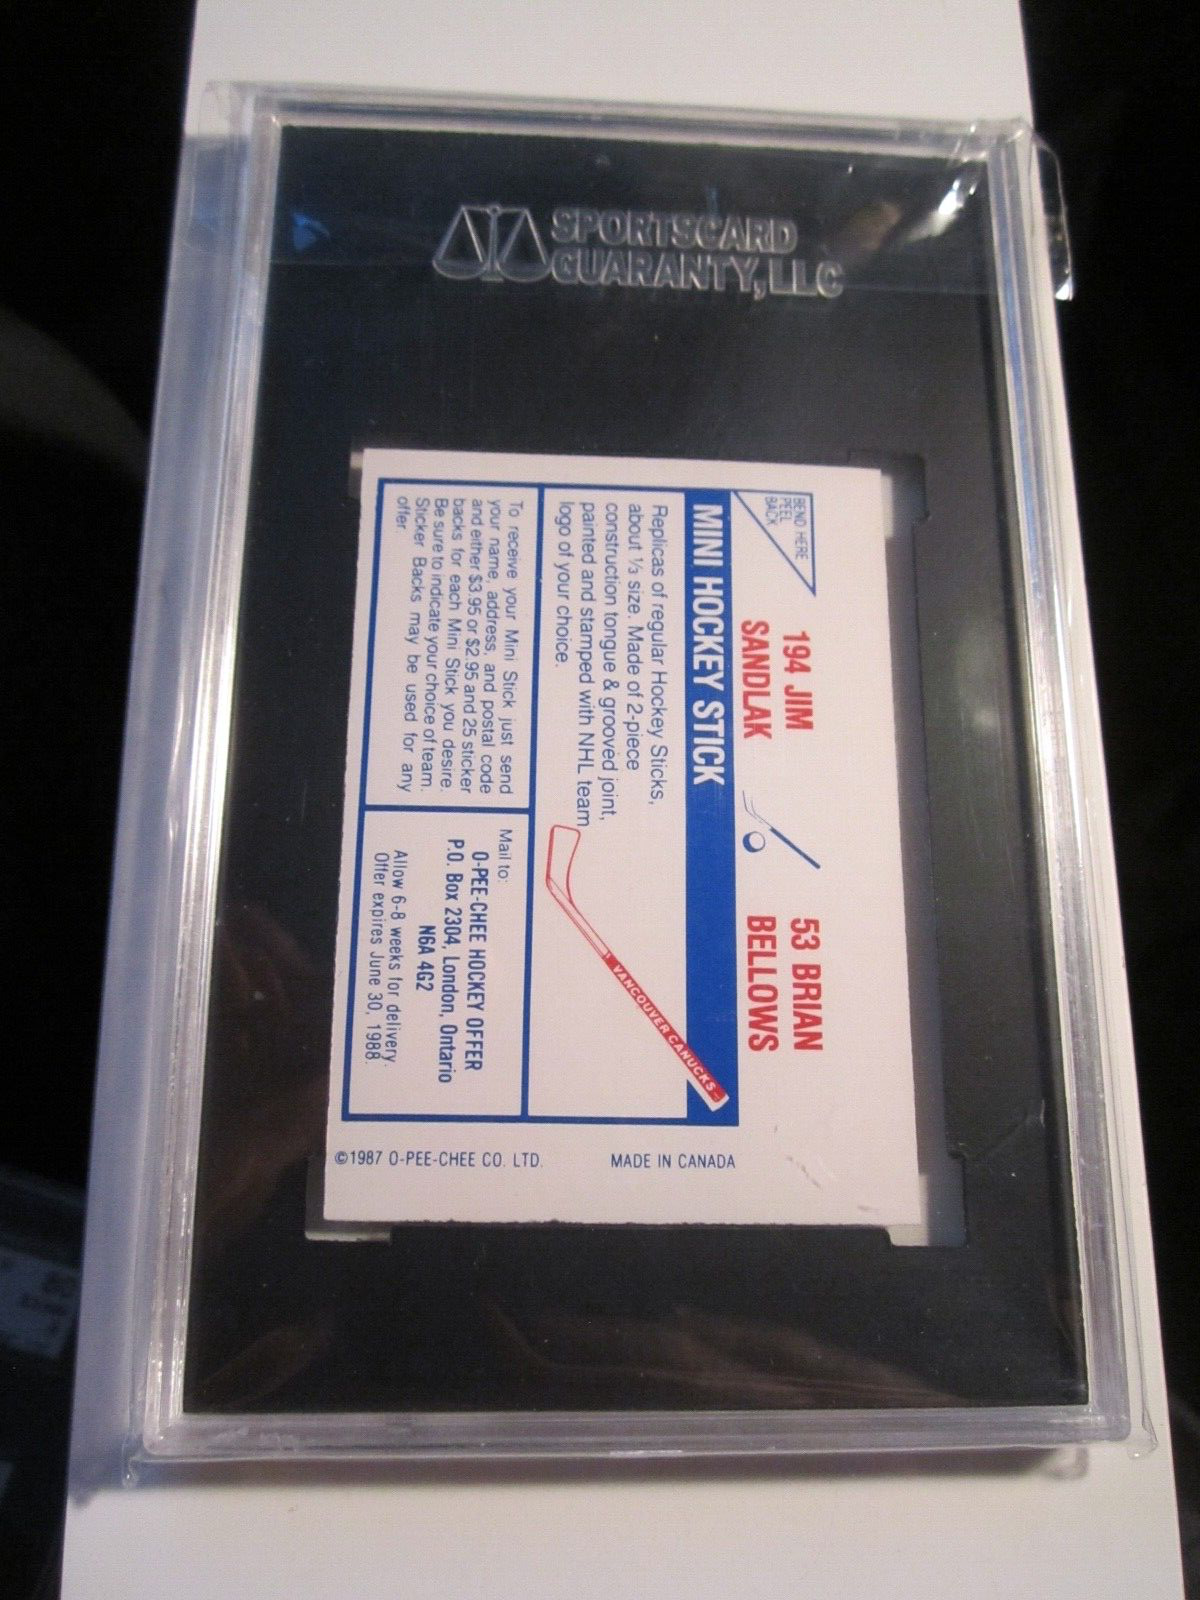 SPORTSCARD
GUARANTY, LLC
BEND HERE
PEEL
BACK
194 JIM
SANDLAK
53 BRIAN
BELLOWS
MINI HOCKEY STICK
Replicas of regular Hockey Sticks,
about 1/3 size. Made of 2-piece
construction tongue & grooved joint,
painted and stamped with NHL team
logo of your choice.
VANCOUVER CANUCKS
To receive your Mini Stick just send
your name, address, and postal code
and either $3.95 or $2.95 and 25 sticker
backs for each Mini Stick you desire.
Be sure to indicate your choice of team.
Sticker Backs may be used for any
offer.
Mail to:
O-PEE-CHEE HOCKEY OFFER
P.O. Box 2304, London, Ontario
N6A 4G2
Allow 6-8 weeks for delivery.
Offer expires June 30, 1988.
©1987 O-PEE-CHEE CO. LTD.
MADE IN CANADA